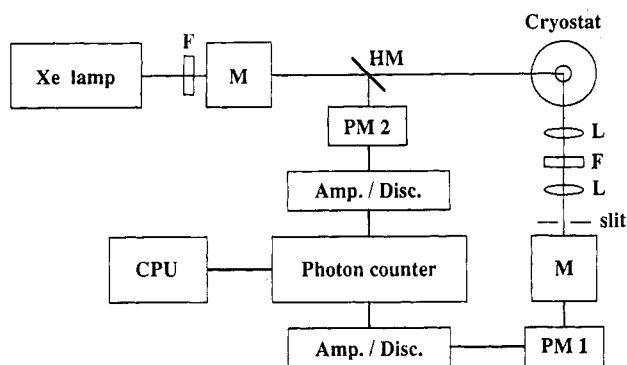 Cryostat
F
HM
Xe lamp
M
PM 2
L
F
L
Amp. / Disc.
slit
CPU
Photon counter
M
Amp. / Disc.
PM 1